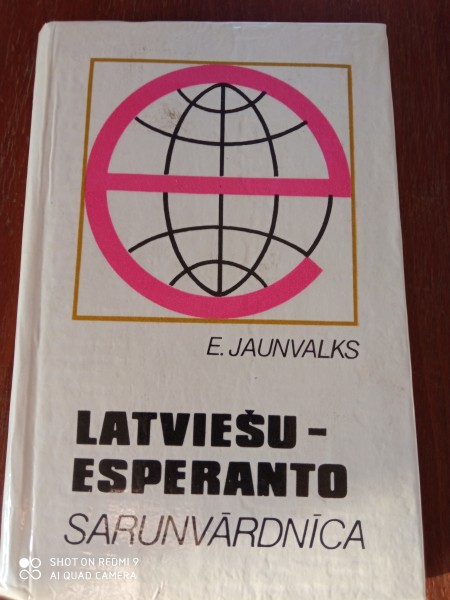 E. JAUNVALKS
LATVIEŠU-
ESPERANTO
SARUNVĀRDNĪCA
SHOT ON REDMI 9
AI QUAD CAMERA